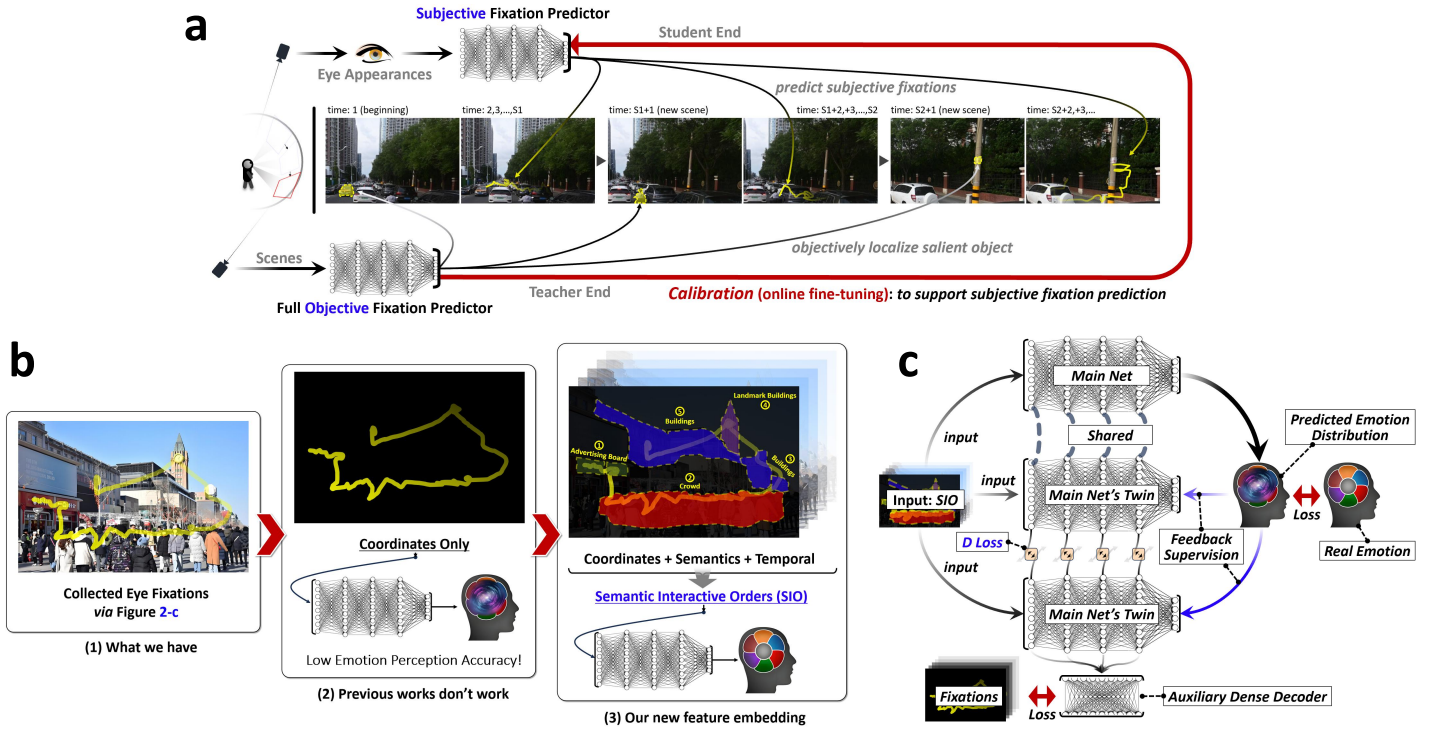 a
Subjective Fixation Predictor
Student End
Eye Appearances
predict subjective fixations
time: 1 (beginning)
time: 2,3,...,S1
time: S1+1 (new scene)
time: S1+2,+3,...,S2
time: S2+1 (new scene)
time: S2+2,+3,...
objectively localize salient object
Scenes
Teacher End
Calibration (online fine-tuning): to support subjective fixation prediction
Full Objective Fixation Predictor
b
Collected Eye Fixations
via Figure 2-c
(1) What we have
Coordinates Only
Low Emotion Perception Accuracy!
(2) Previous works don't work
Landmark Buildings
④
⑤
Buildings
①
Advertising Board
②
Crowd
③
Buildings
Coordinates + Semantics + Temporal
Semantic Interactive Orders (SIO)
(3) Our new feature embedding
c
Main Net
Predicted Emotion
Distribution
input
Shared
input
Input: SIO
Main Net's Twin
Loss
D Loss
Feedback
Supervision
Real Emotion
input
Main Net's Twin
Fixations
Loss
Auxiliary Dense Decoder